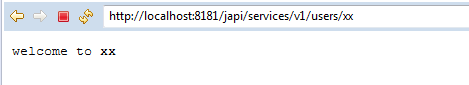 http://localhost:8181/japi/services/v1/users/xx
welcome to xx